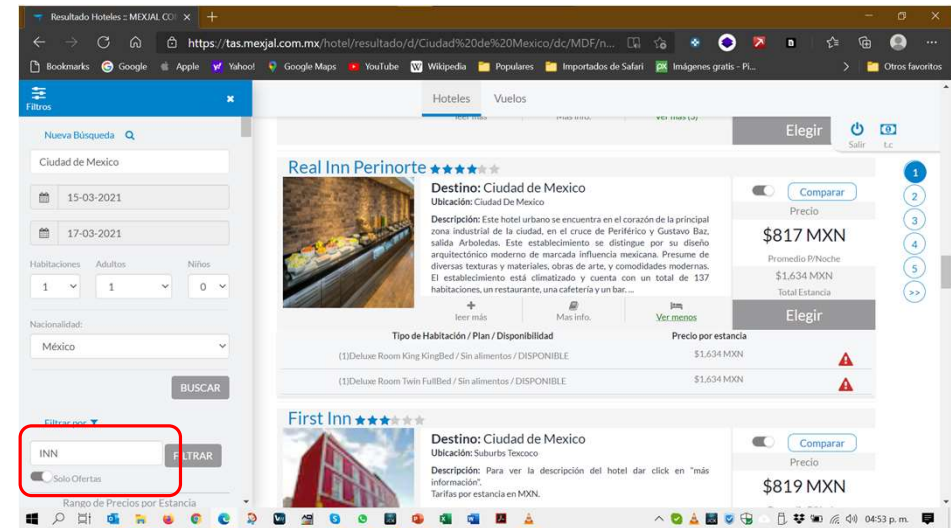 Resultado Hoteles :: MEXJAL CO
https://tas.mexjal.com.mx/hotel/resultado/d/Ciudad%20de%20Mexico/dc/MDF/n...
Bookmarks Google Apple Yahoo! Google Maps YouTube Wikipedia Populares Importados de Safari Imágenes gratis - Pi... Otros favoritos
Filtros
Hoteles Vuelos
leer más Mas info. Ver mas (3)
Elegir
Salir t.c
Nueva Búsqueda
Ciudad de Mexico
15-03-2021
17-03-2021
Habitaciones Adultos Niños
1 1 0
Nacionalidad:
México
BUSCAR
Filtrar por
INN
FILTRAR
Solo Ofertas
Rango de Precios por Estancia
Real Inn Perinorte
Destino: Ciudad de Mexico
Ubicación: Ciudad De Mexico
Descripción: Este hotel urbano se encuentra en el corazón de la principal
zona industrial de la ciudad, en el cruce de Periférico y Gustavo Baz,
salida Arboledas. Este establecimiento se distingue por su diseño
arquitectónico moderno de marcada influencia mexicana. Presume de
diversas texturas y materiales, obras de arte, y comodidades modernas.
El establecimiento está climatizado y cuenta con un total de 137
habitaciones, un restaurante, una cafetería y un bar....
leer más Mas info. Ver menos
Comparar
Precio
$817 MXN
Promedio P/Noche
$1,634 MXN
Total Estancia
Elegir
1
2
3
4
5
>>
Tipo de Habitación / Plan / Disponibilidad Precio por estancia
(1)Deluxe Room King KingBed / Sin alimentos / DISPONIBLE $1,634 MXN
(1)Deluxe Room Twin FullBed / Sin alimentos / DISPONIBLE $1,634 MXN
First Inn
Destino: Ciudad de Mexico
Ubicación: Suburbs Texcoco
Descripción: Para ver la descripción del hotel dar click en "más
información".
Tarifas por estancia en MXN.
Comparar
Precio
$819 MXN
04:53 p. m.